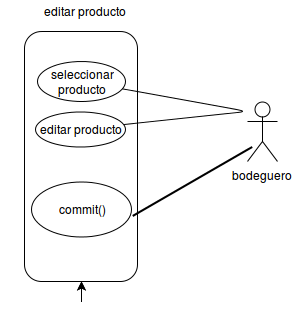 editar producto
seleccionar
producto
editar producto
bodeguero
commit()